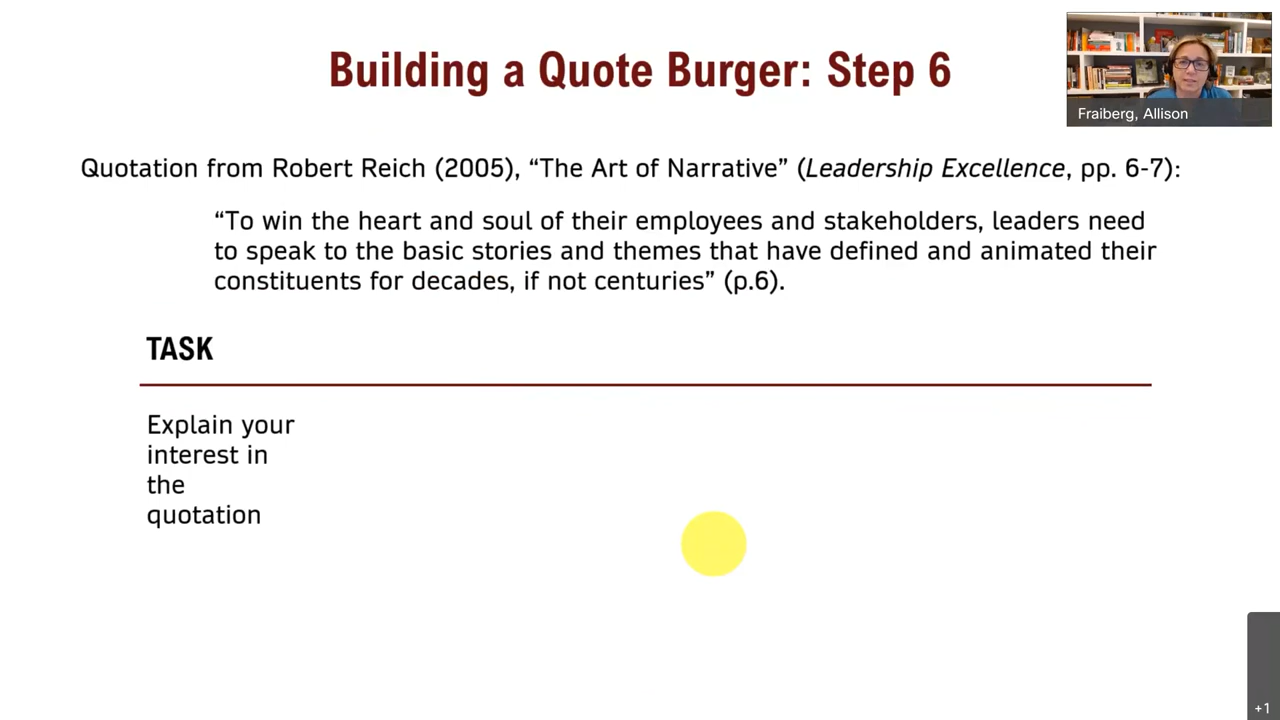 Building a Quote Burger: Step 6
Fraiberg, Allison
Quotation from Robert Reich (2005), “The Art of Narrative” (Leadership Excellence, pp. 6-7):
“To win the heart and soul of their employees and stakeholders, leaders need
to speak to the basic stories and themes that have defined and animated their
constituents for decades, if not centuries” (p.6).
TASK
Explain your
interest in
the
quotation
+1